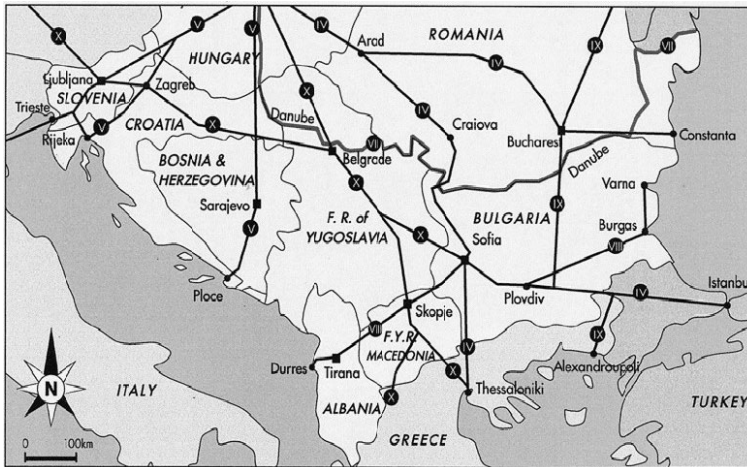 X
V
V
IV
ROMANIA
IX
VII
Arad
HUNGARY
IV
Ljubljana
X
SLOVENIA
Zagreb
Trieste
IV
CROATIA
X
Danube
Craiova
Bucharest
Constanta
Rijeka
V
VII
Danube
BOSNIA &
HERZEGOVINA
Belgrade
X
Varna
Sarajevo
F. R. of
YUGOSLAVIA
BULGARIA
IX
Burgas
V
X
Sofia
VIII
Ploce
Plovdiv
IV
Istanbu
Skopje
VIII
F.Y.R.
MACEDONIA
IV
IX
Durres
Tirana
X
Alexandroupoli
N
ITALY
ALBANIA
X
Thessaloniki
TURKEY
GREECE
0 100km